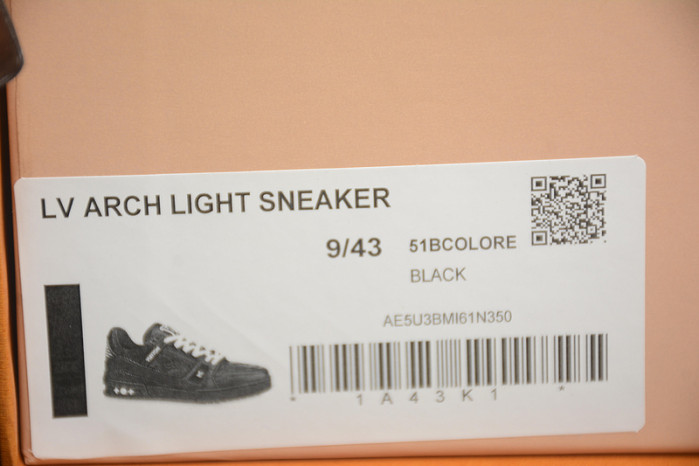 LV ARCH LIGHT SNEAKER
9/43 51BCOLORE
BLACK
AE5U3BMI61N350
* 1A43K1 *